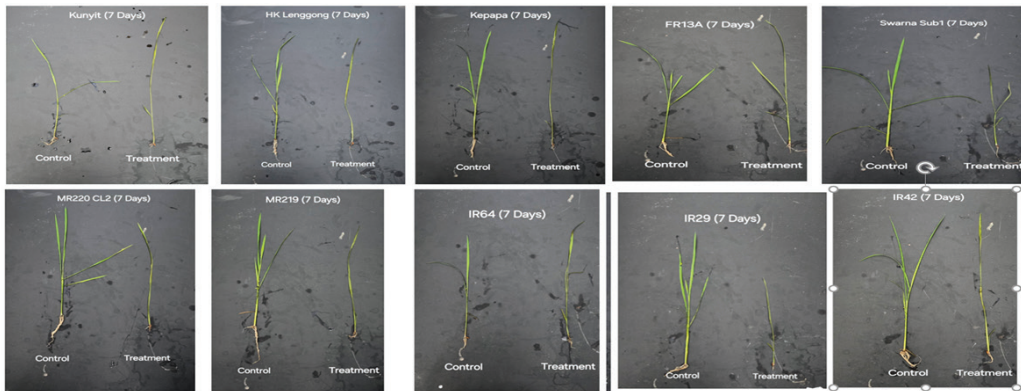 Kunyit (7 Days)
Control
Treatment
HK Lenggong (7 Days)
Control
Treatment
Kepapa (7 Days)
Control
Treatment
FR13A (7 Days)
Control
Treatment
Swarna Sub1 (7 Days)
Control
Treatment
MR220 CL2 (7 Days)
Control
Treatment
MR219 (7 Days)
Control
Treatment
IR64 (7 Days)
Control
Treatment
IR29 (7 Days)
Control
Treatment
IR42 (7 Days)
Control
Treatment